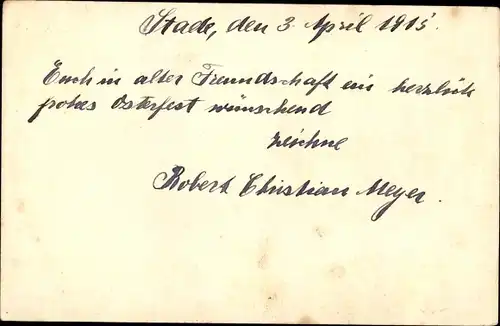 Stade, den 3. April 1915.
Euch in alter Freundschaft ein herzlich
frohes Osterfest wünschend
zeichne
Robert Christian Meyer.